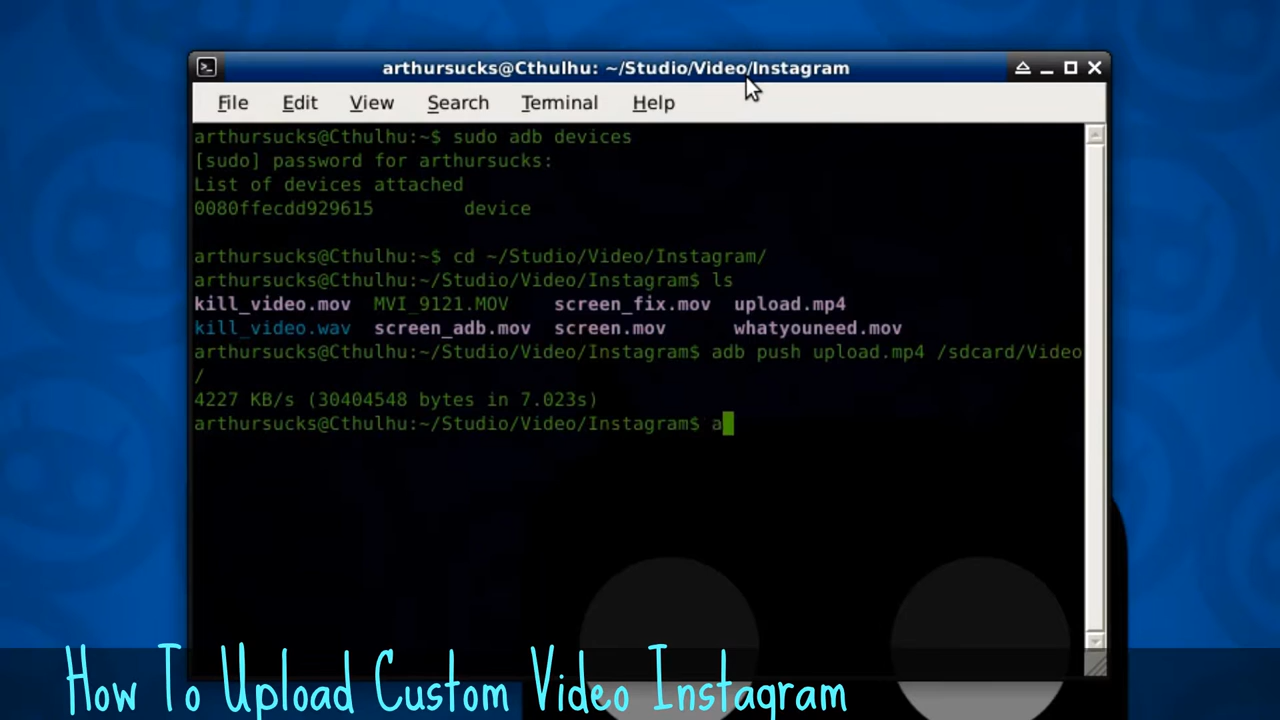 arthursucks@Cthulhu: ~/Studio/Video/Instagram
File Edit View Search Terminal Help
arthursucks@Cthulhu:~$ sudo adb devices
[sudo] password for arthursucks:
List of devices attached
0080ffecdd929615 device
arthursucks@Cthulhu:~$ cd ~/Studio/Video/Instagram/
arthursucks@Cthulhu:~/Studio/Video/Instagram$ ls
kill_video.mov MVI_9121.MOV screen_fix.mov upload.mp4
kill_video.wav screen_adb.mov screen.mov whatyouneed.mov
arthursucks@Cthulhu:~/Studio/Video/Instagram$ adb push upload.mp4 /sdcard/Video
/
4227 KB/s (30404548 bytes in 7.023s)
arthursucks@Cthulhu:~/Studio/Video/Instagram$ a
How To Upload Custom Video Instagram